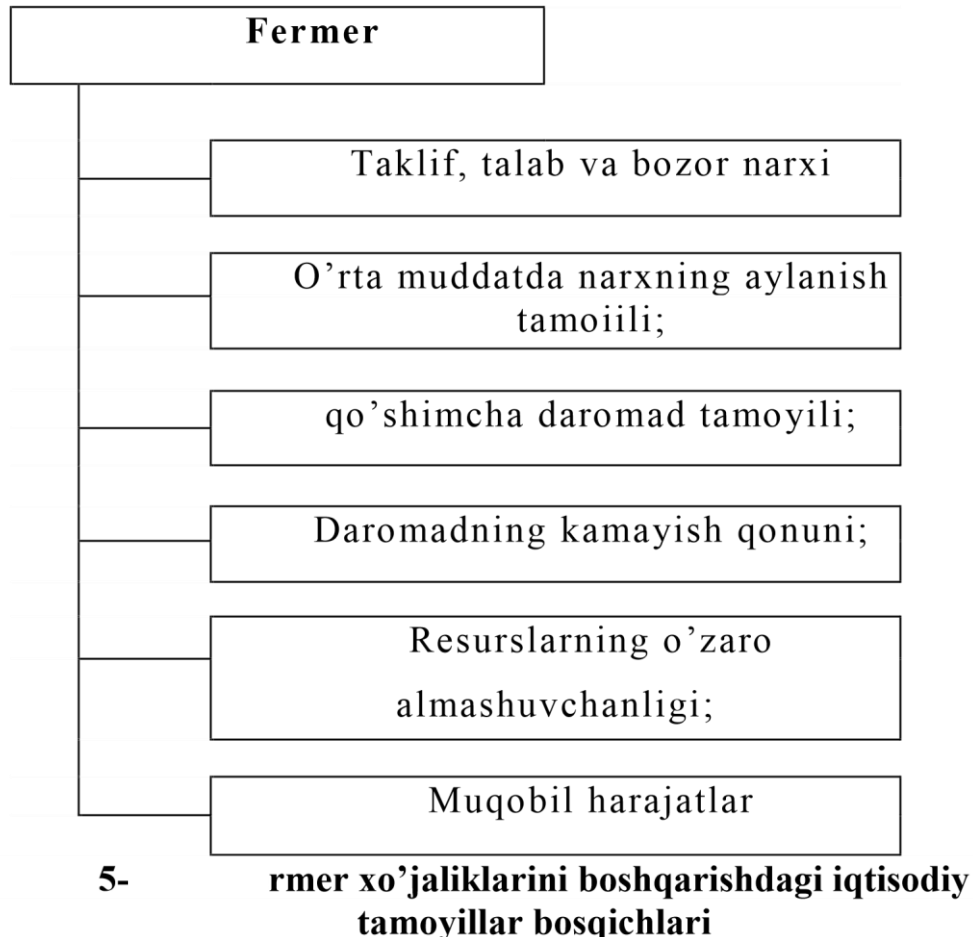 Fermer
Taklif, talab va bozor narxi
O’rta muddatda narxning aylanish
tamoiili;
qo’shimcha daromad tamoyili;
Daromadning kamayish qonuni;
Resurslarning o’zaro
almashuvchanligi;
Muqobil harajatlar
5- rmer xo’jaliklarini boshqarishdagi iqtisodiy
tamoyillar bosqichlari